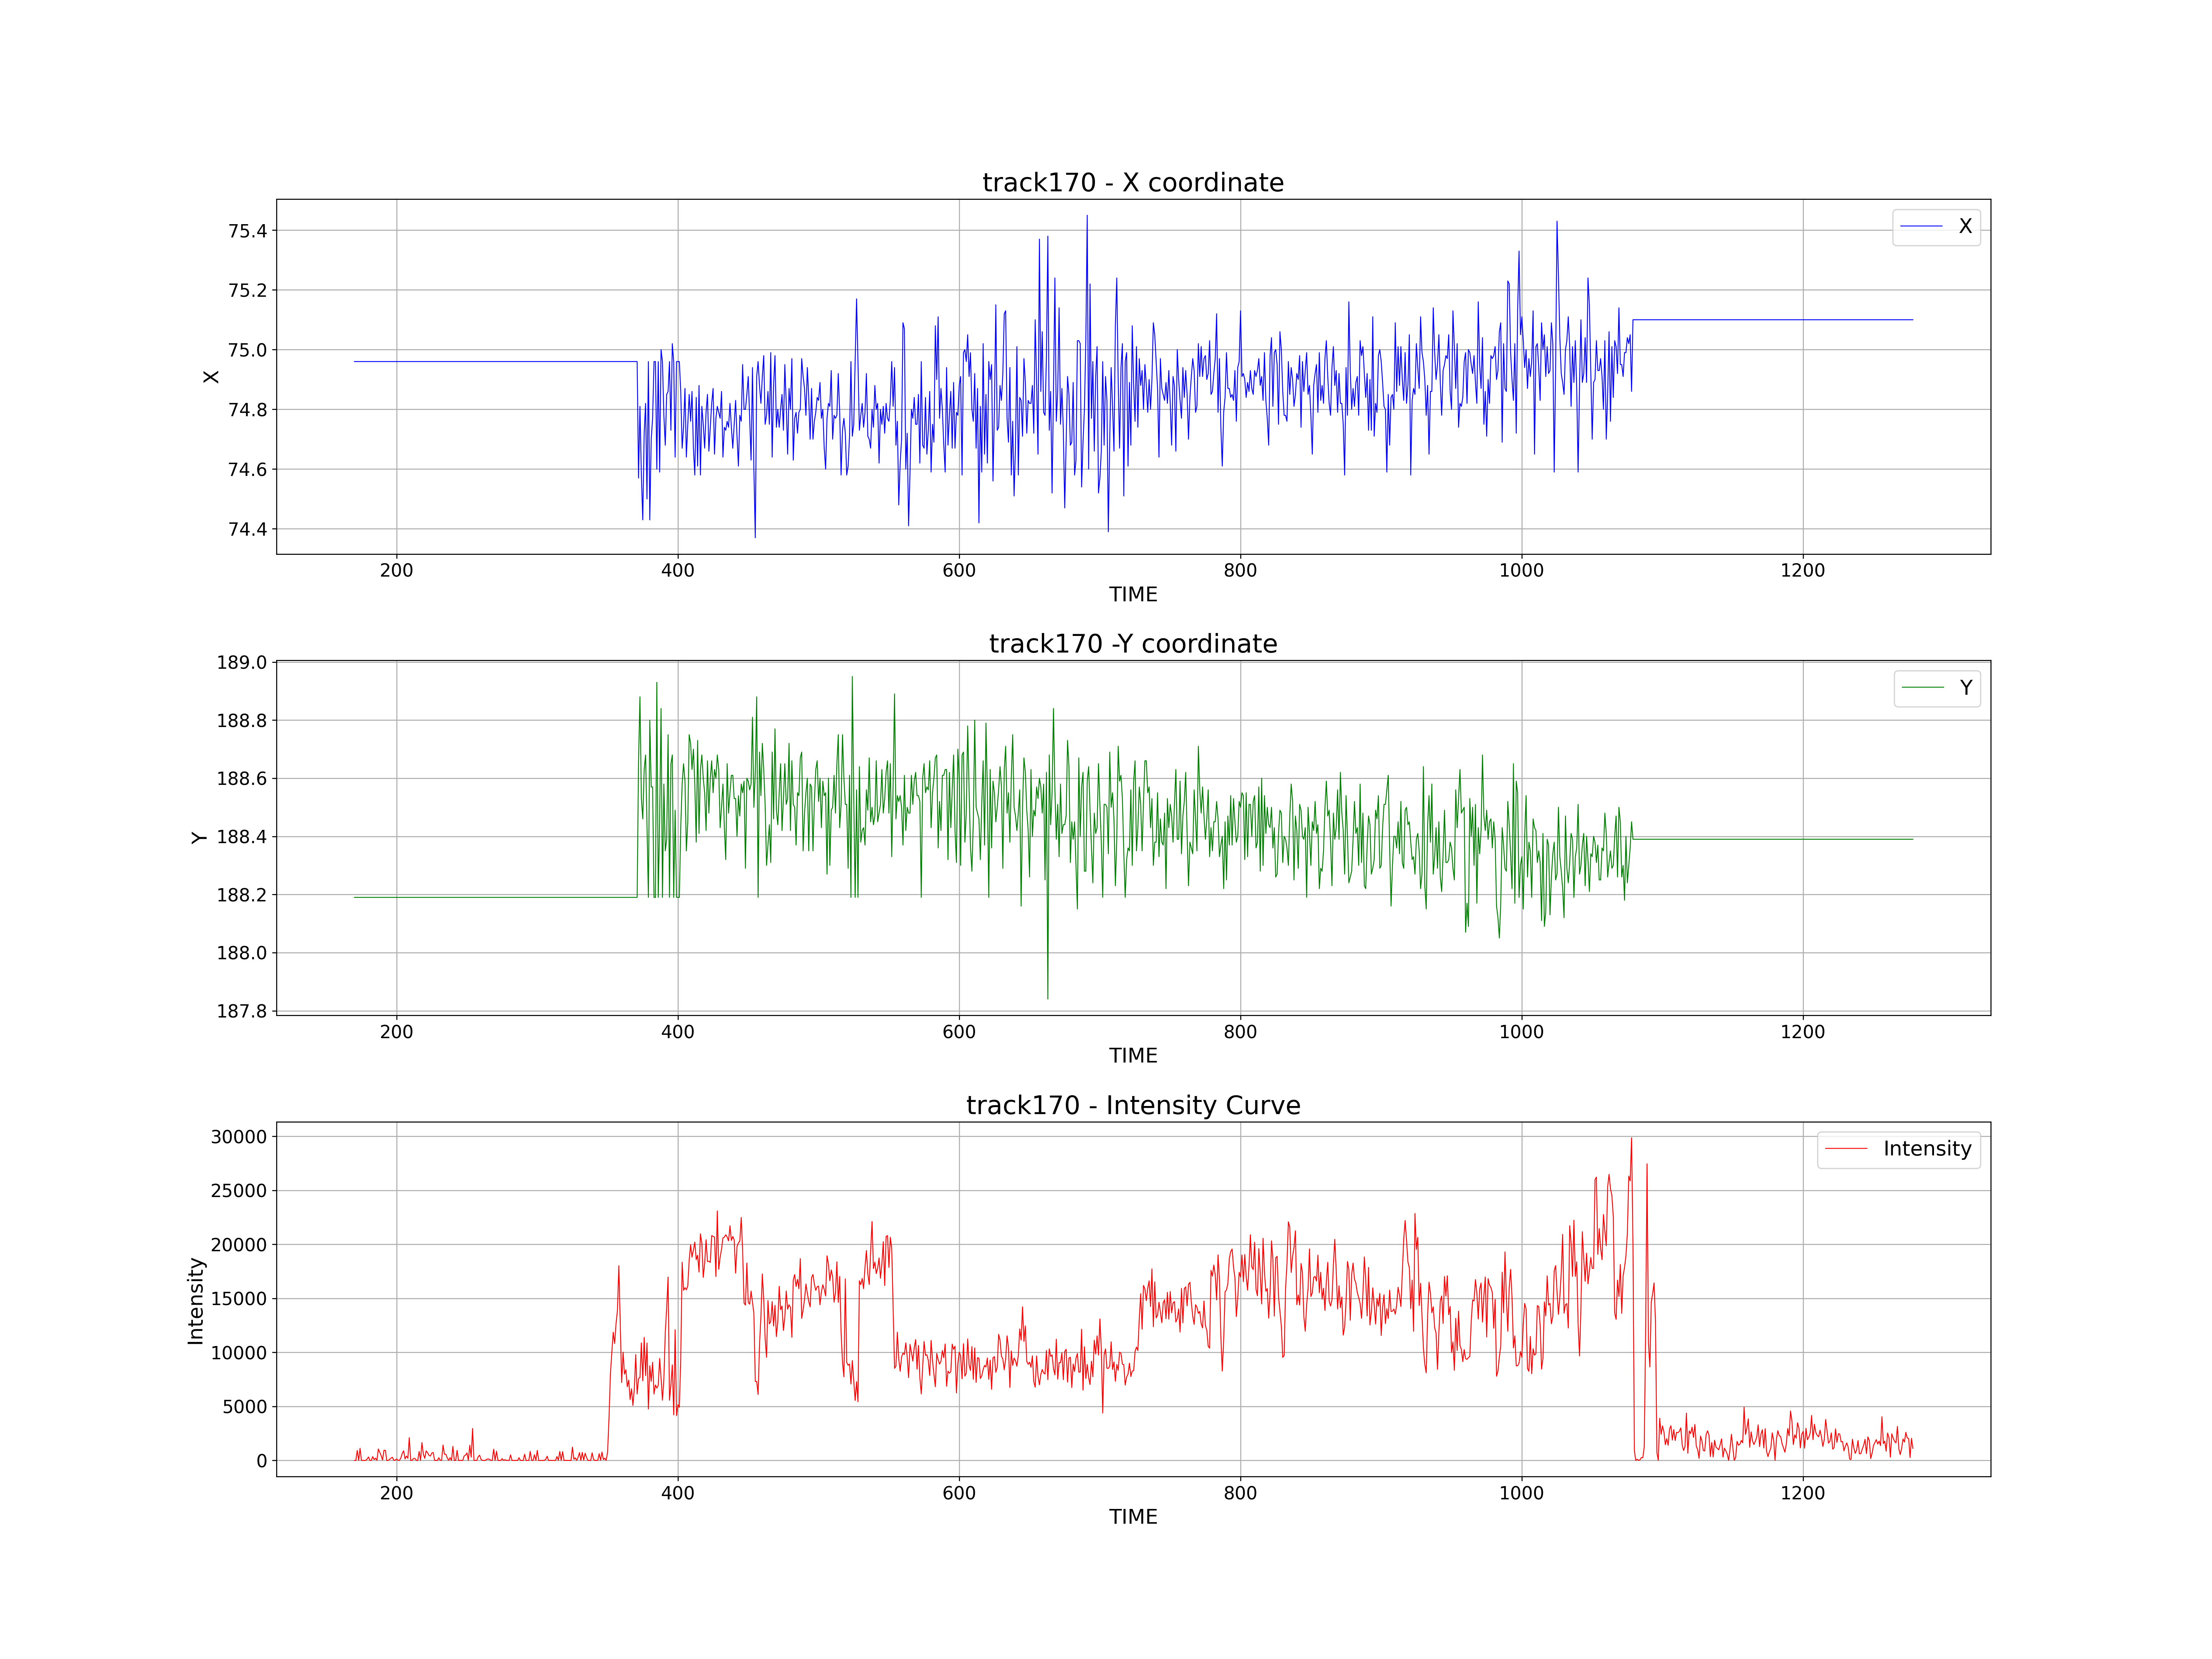 track170 - X coordinate
X
75.4
75.2
75.0
74.8
74.6
74.4
X
200 400 600 800 1000 1200
TIME
track170 -Y coordinate
Y
189.0
188.8
188.6
188.4
188.2
188.0
187.8
Y
200 400 600 800 1000 1200
TIME
track170 - Intensity Curve
Intensity
30000
25000
20000
15000
10000
5000
0
Intensity
200 400 600 800 1000 1200
TIME